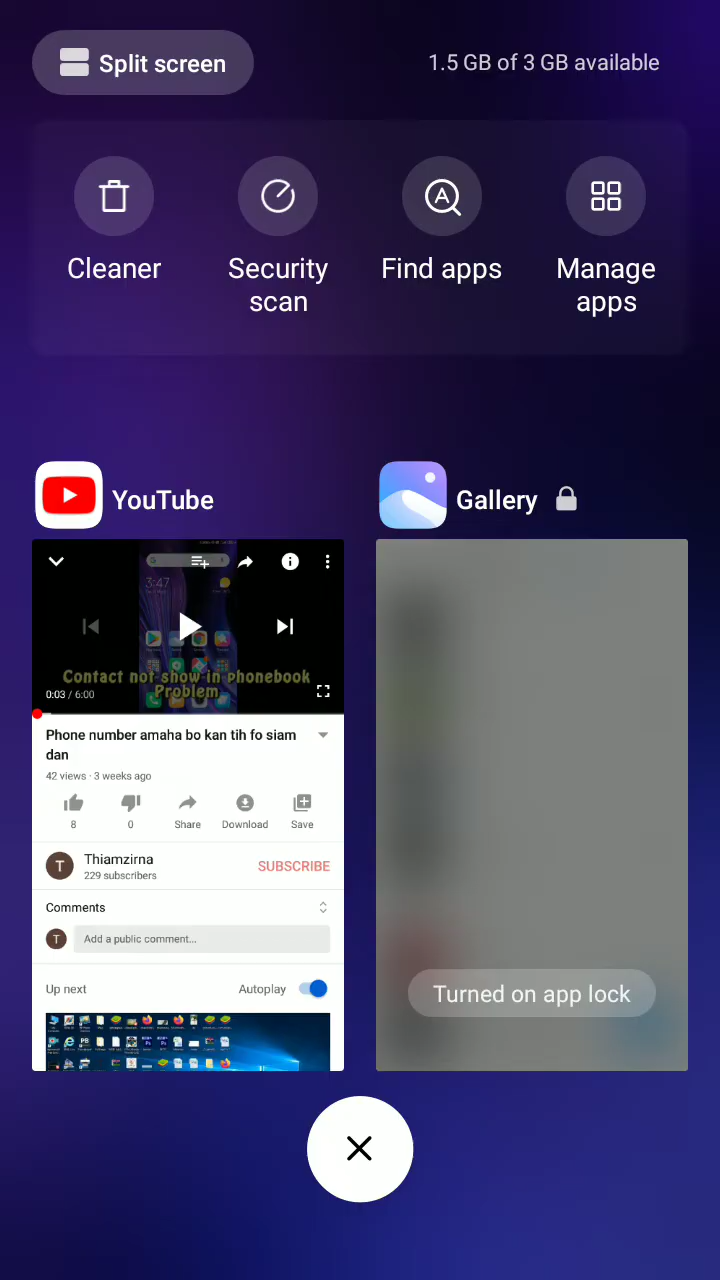 Split screen
1.5 GB of 3 GB available
Cleaner
Security
scan
Find apps
Manage
apps
YouTube
Gallery
3:47
Contact not show in phonebook
Problem
0:03 / 6:00
Phone number amaha bo kan tih fo siam
dan
42 views · 3 weeks ago
8
0
Share
Download
Save
T
Thiamzirna
229 subscribers
SUBSCRIBE
Comments
T
Add a public comment...
Up next
Autoplay
Turned on app lock